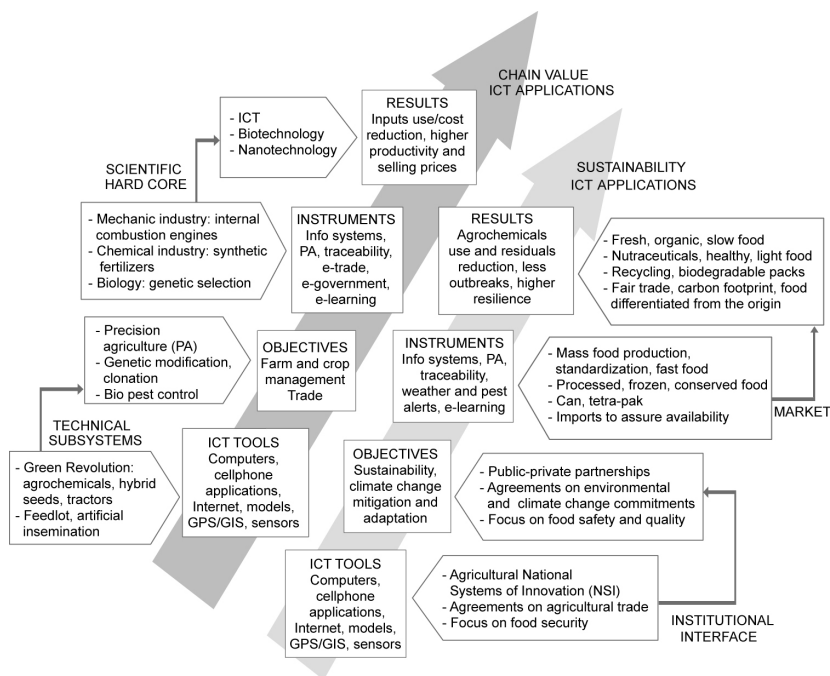 CHAIN VALUE
ICT APPLICATIONS
- ICT
- Biotechnology
- Nanotechnology
RESULTS
Inputs use/cost
reduction, higher
productivity and
selling prices
SCIENTIFIC
HARD CORE
SUSTAINABILITY
ICT APPLICATIONS
- Mechanic industry: internal
combustion engines
- Chemical industry: synthetic
fertilizers
- Biology: genetic selection
INSTRUMENTS
Info systems,
PA, traceability,
e-trade,
e-government,
e-learning
RESULTS
Agrochemicals
use and residuals
reduction, less
outbreaks, higher
resilience
- Fresh, organic, slow food
- Nutraceuticals, healthy, light food
- Recycling, biodegradable packs
- Fair trade, carbon footprint, food
differentiated from the origin
- Precision
agriculture (PA)
- Genetic modification,
clonation
- Bio pest control
OBJECTIVES
Farm and crop
management
Trade
INSTRUMENTS
Info systems, PA,
traceability,
weather and pest
alerts, e-learning
- Mass food production,
standardization, fast food
- Processed, frozen, conserved food
- Can, tetra-pak
- Imports to assure availability
MARKET
TECHNICAL
SUBSYSTEMS
- Green Revolution:
agrochemicals, hybrid
seeds, tractors
- Feedlot, artificial
insemination
ICT TOOLS
Computers,
cellphone
applications,
Internet, models,
GPS/GIS, sensors
OBJECTIVES
Sustainability,
climate change
mitigation and
adaptation
- Public-private partnerships
- Agreements on environmental
and climate change commitments
- Focus on food safety and quality
ICT TOOLS
Computers,
cellphone
applications,
Internet, models,
GPS/GIS, sensors
- Agricultural National
Systems of Innovation (NSI)
- Agreements on agricultural trade
- Focus on food security
INSTITUTIONAL
INTERFACE